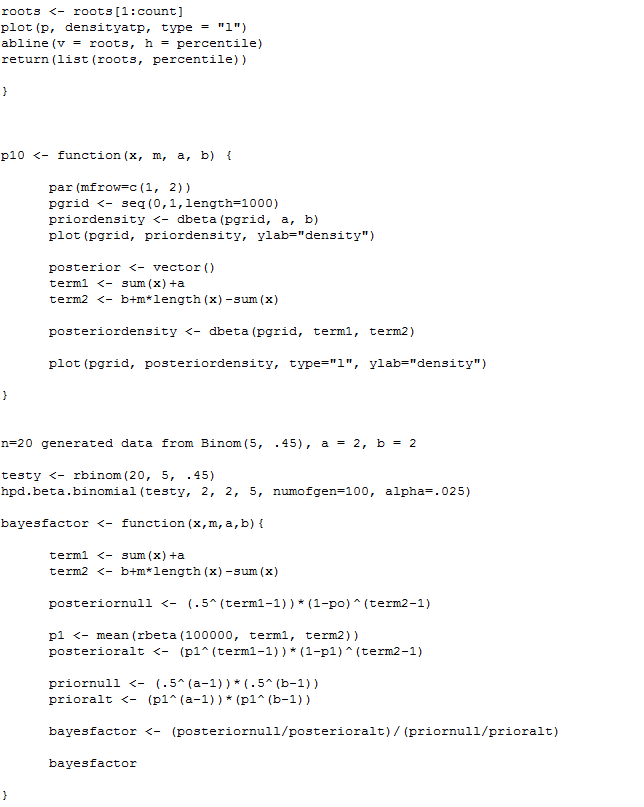 roots <- roots[1:count]
plot(p, densityatp, type = "l")
abline(v = roots, h = percentile)
return(list(roots, percentile))
}
p10 <- function(x, m, a, b) {
par(mfrow=c(1, 2))
pgrid <- seq(0,1,length=1000)
priordensity <- dbeta(pgrid, a, b)
plot(pgrid, priordensity, ylab="density")
posterior <- vector()
term1 <- sum(x)+a
term2 <- b+m*length(x)-sum(x)
posteriordensity <- dbeta(pgrid, term1, term2)
plot(pgrid, posteriordensity, type="l", ylab="density")
}
n=20 generated data from Binom(5, .45), a = 2, b = 2
testy <- rbinom(20, 5, .45)
hpd.beta.binomial(testy, 2, 2, 5, numofgen=100, alpha=.025)
bayesfactor <- function(x,m,a,b){
term1 <- sum(x)+a
term2 <- b+m*length(x)-sum(x)
posteriornull <- (.5^(term1-1))*(1-po)^(term2-1)
p1 <- mean(rbeta(100000, term1, term2))
posterioralt <- (p1^(term1-1))*(1-p1)^(term2-1)
priornull <- (.5^(a-1))*(.5^(b-1))
prioralt <- (p1^(a-1))*(p1^(b-1))
bayesfactor <- (posteriornull/posterioralt)/(priornull/prioralt)
bayesfactor
}